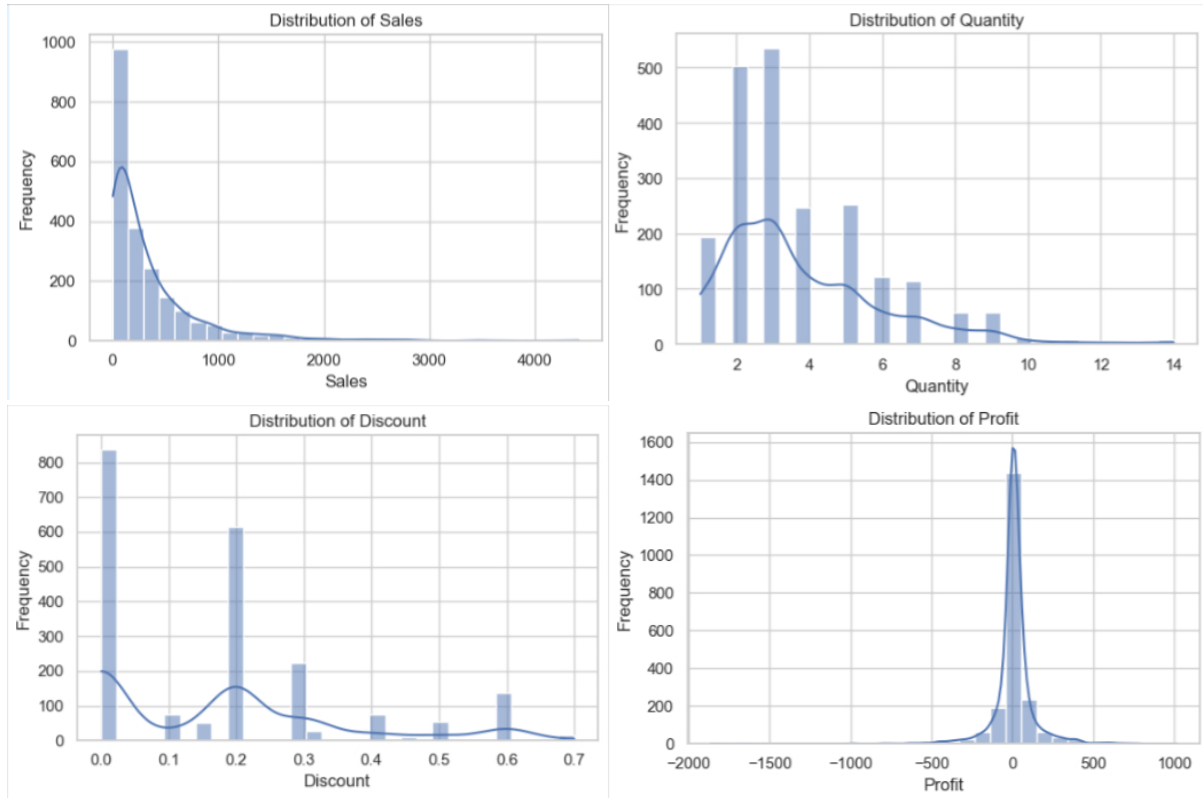 Distribution of Sales
1000
800
600
400
200
0
Frequency
0 1000 2000 3000 4000
Sales
Distribution of Quantity
500
400
300
200
100
0
Frequency
2 4 6 8 10 12 14
Quantity
Distribution of Discount
800
700
600
500
400
300
200
100
0
Frequency
0.0 0.1 0.2 0.3 0.4 0.5 0.6 0.7
Discount
Distribution of Profit
1600
1400
1200
1000
800
600
400
200
0
Frequency
−2000 −1500 −1000 −500 0 500 1000
Profit